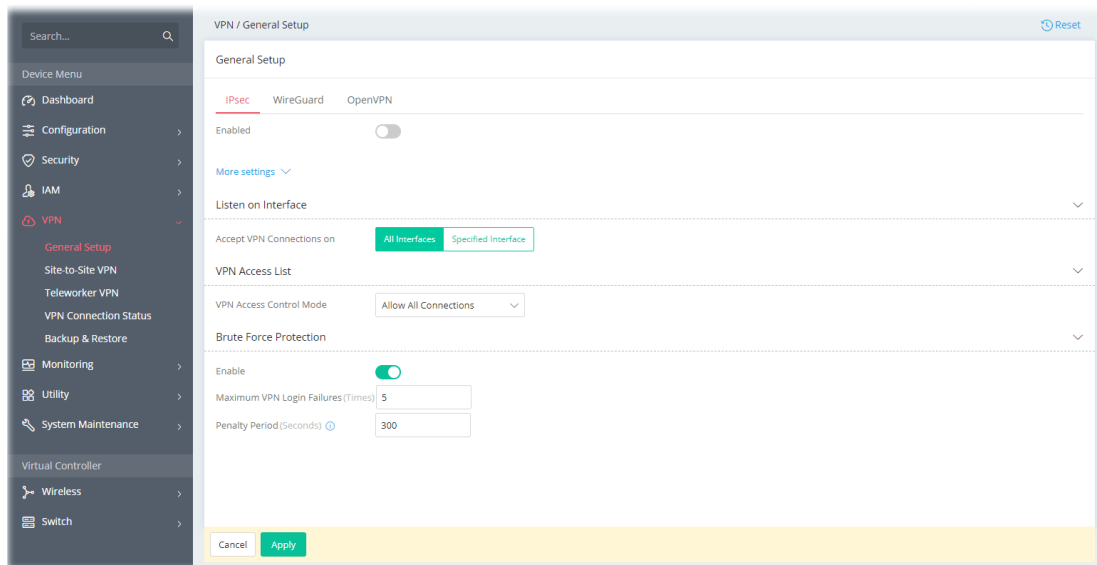 Search...
Device Menu
Dashboard
Configuration
Security
IAM
VPN
General Setup
Site-to-Site VPN
Teleworker VPN
VPN Connection Status
Backup & Restore
Monitoring
Utility
System Maintenance
Virtual Controller
Wireless
Switch
VPN / General Setup
Reset
General Setup
IPsec WireGuard OpenVPN
Enabled
More settings
Listen on Interface
Accept VPN Connections on All Interfaces Specified Interface
VPN Access List
VPN Access Control Mode Allow All Connections
Brute Force Protection
Enable
Maximum VPN Login Failures (Times) 5
Penalty Period (Seconds) 300
Cancel Apply